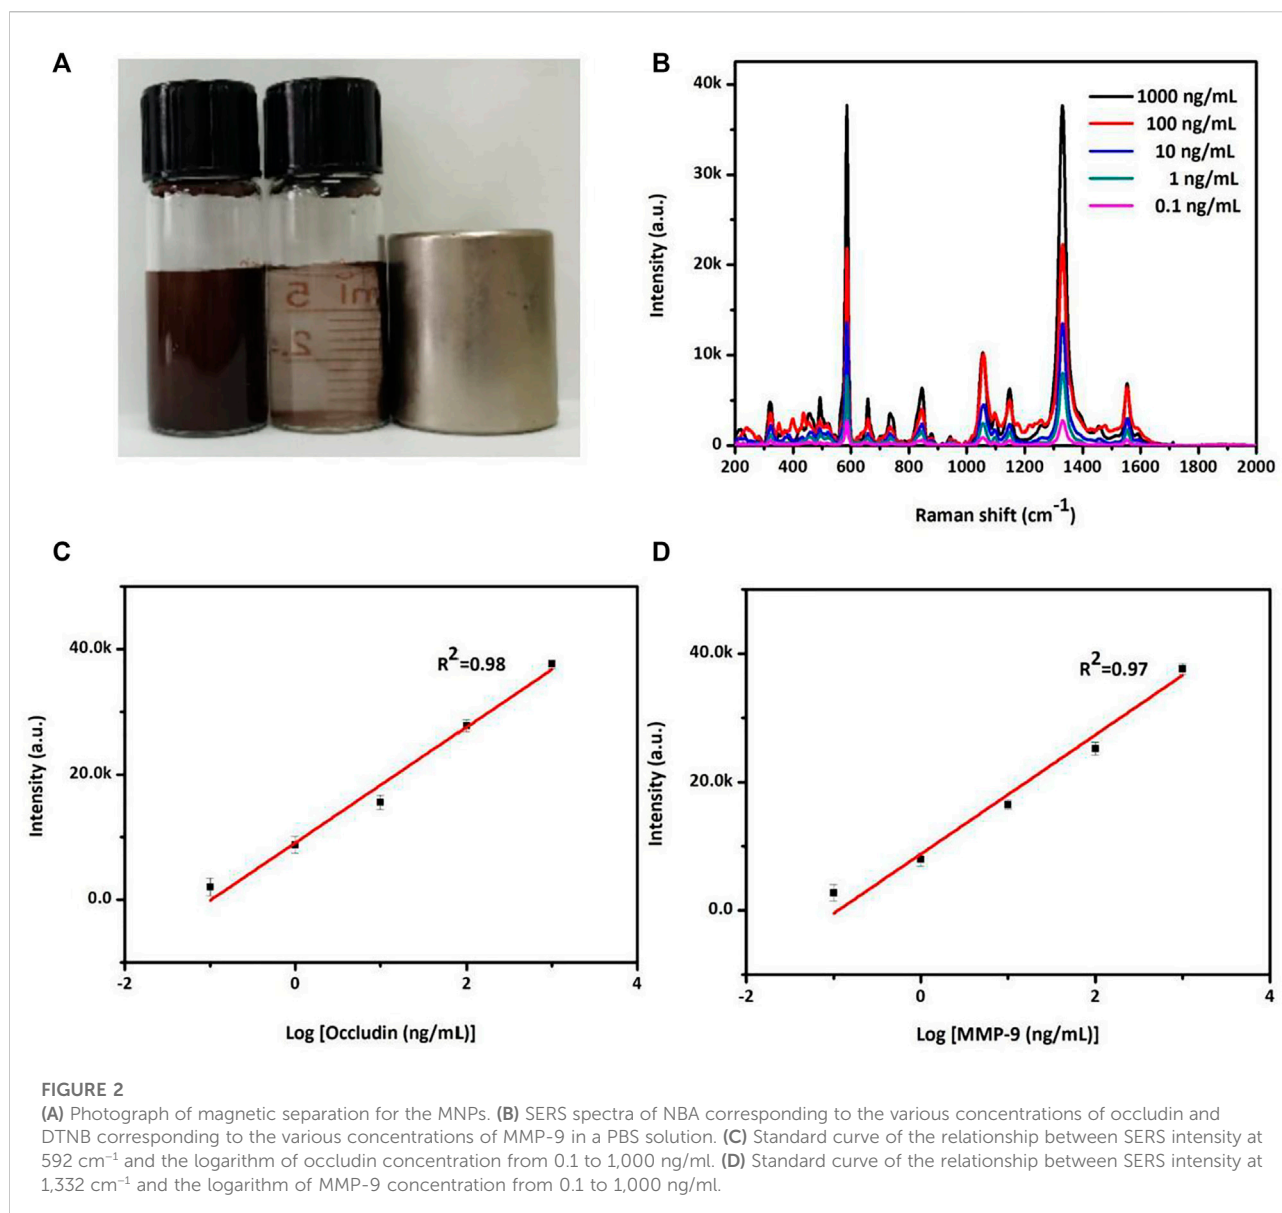 A
5
ml
2.
B
40k
30k
20k
10k
0
Intensity (a.u.)
1000 ng/mL
100 ng/mL
10 ng/mL
1 ng/mL
0.1 ng/mL
200 400 600 800 1000 1200 1400 1600 1800 2000
Raman shift (cm⁻¹)
C
40.0k
20.0k
0.0
Intensity (a.u.)
R²=0.98
-2 0 2 4
Log [Occludin (ng/mL)]
D
40.0k
20.0k
0.0
Intensity (a.u.)
R²=0.97
-2 0 2 4
Log [MMP-9 (ng/mL)]
FIGURE 2
(A) Photograph of magnetic separation for the MNPs. (B) SERS spectra of NBA corresponding to the various concentrations of occludin and
DTNB corresponding to the various concentrations of MMP-9 in a PBS solution. (C) Standard curve of the relationship between SERS intensity at
592 cm⁻¹ and the logarithm of occludin concentration from 0.1 to 1,000 ng/ml. (D) Standard curve of the relationship between SERS intensity at
1,332 cm⁻¹ and the logarithm of MMP-9 concentration from 0.1 to 1,000 ng/ml.